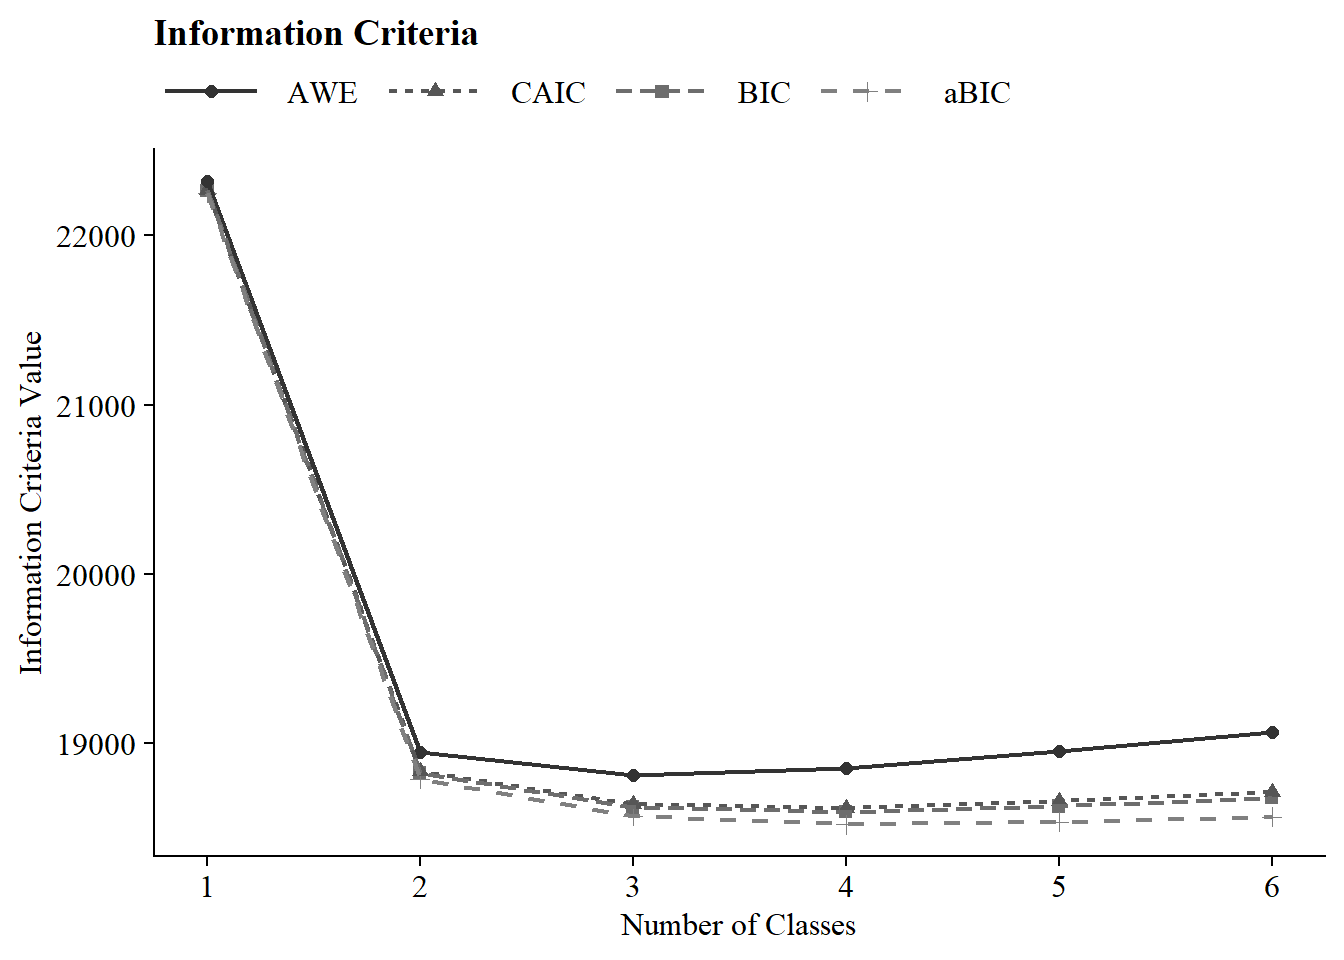 Information Criteria
AWE CAIC BIC aBIC
Information Criteria Value
22000
21000
20000
19000
1 2 3 4 5 6
Number of Classes